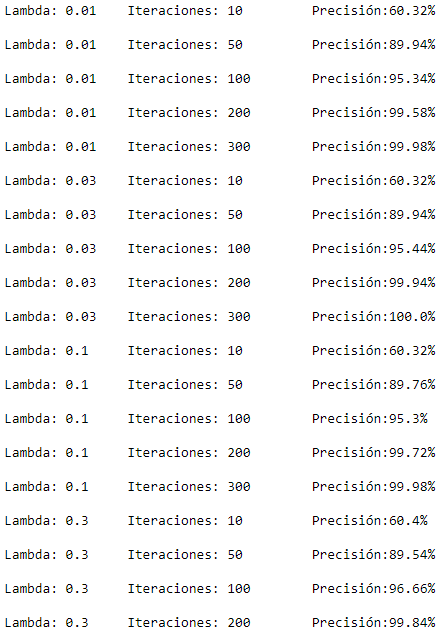 Lambda: 0.01 Iteraciones: 10 Precisión:60.32%
Lambda: 0.01 Iteraciones: 50 Precisión:89.94%
Lambda: 0.01 Iteraciones: 100 Precisión:95.34%
Lambda: 0.01 Iteraciones: 200 Precisión:99.58%
Lambda: 0.01 Iteraciones: 300 Precisión:99.98%
Lambda: 0.03 Iteraciones: 10 Precisión:60.32%
Lambda: 0.03 Iteraciones: 50 Precisión:89.94%
Lambda: 0.03 Iteraciones: 100 Precisión:95.44%
Lambda: 0.03 Iteraciones: 200 Precisión:99.94%
Lambda: 0.03 Iteraciones: 300 Precisión:100.0%
Lambda: 0.1 Iteraciones: 10 Precisión:60.32%
Lambda: 0.1 Iteraciones: 50 Precisión:89.76%
Lambda: 0.1 Iteraciones: 100 Precisión:95.3%
Lambda: 0.1 Iteraciones: 200 Precisión:99.72%
Lambda: 0.1 Iteraciones: 300 Precisión:99.98%
Lambda: 0.3 Iteraciones: 10 Precisión:60.4%
Lambda: 0.3 Iteraciones: 50 Precisión:89.54%
Lambda: 0.3 Iteraciones: 100 Precisión:96.66%
Lambda: 0.3 Iteraciones: 200 Precisión:99.84%